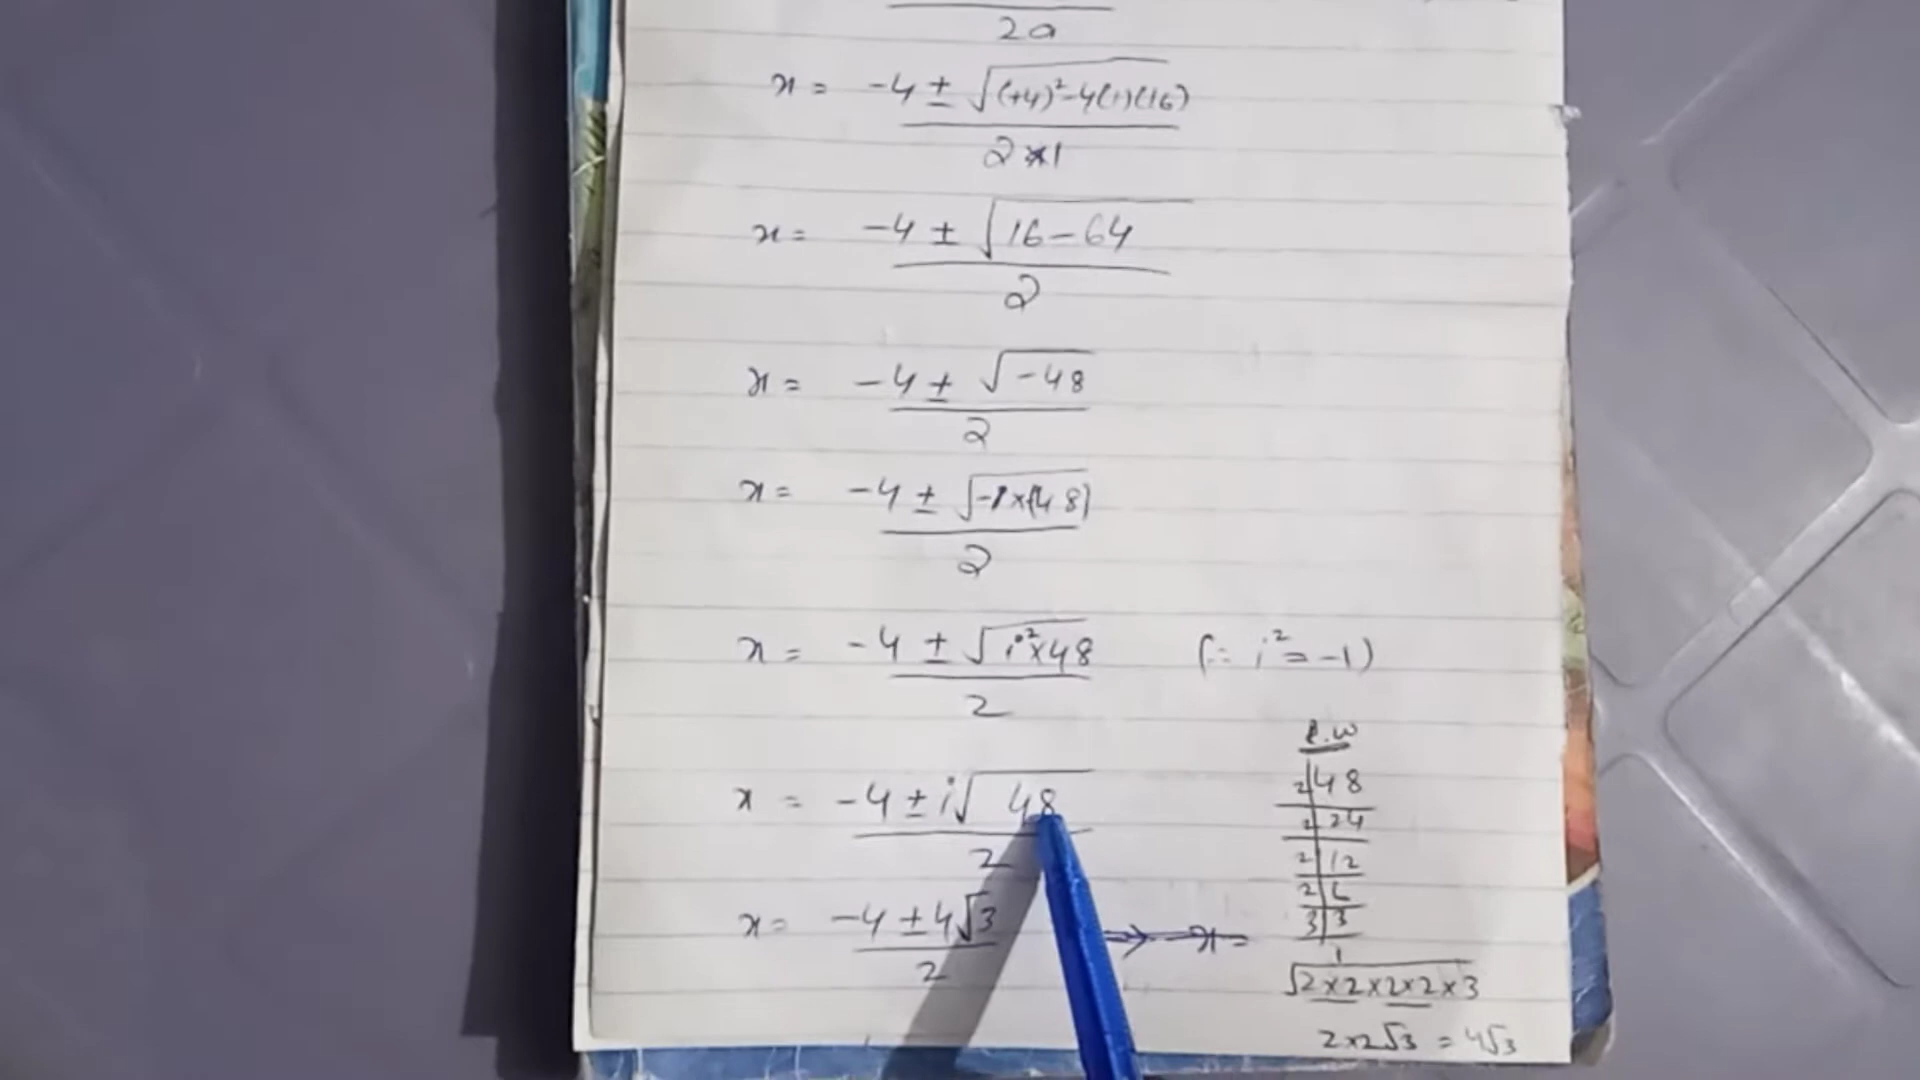 2a
x = -4 ± √(+4)²-4(1)(16)
2×1
x = -4 ± √16-64
2
x = -4 ± √-48
2
x = -4 ± √-1×(48)
2
x = -4 ± √i²×48 (∵ i² = -1)
2
x = -4 ± i√48
2
x = -4 ± 4√3
2
→ x =
R.W
2|48
2|24
2|12
2|6
3|3
1
√2×2×2×2×3
2×2√3 = 4√3